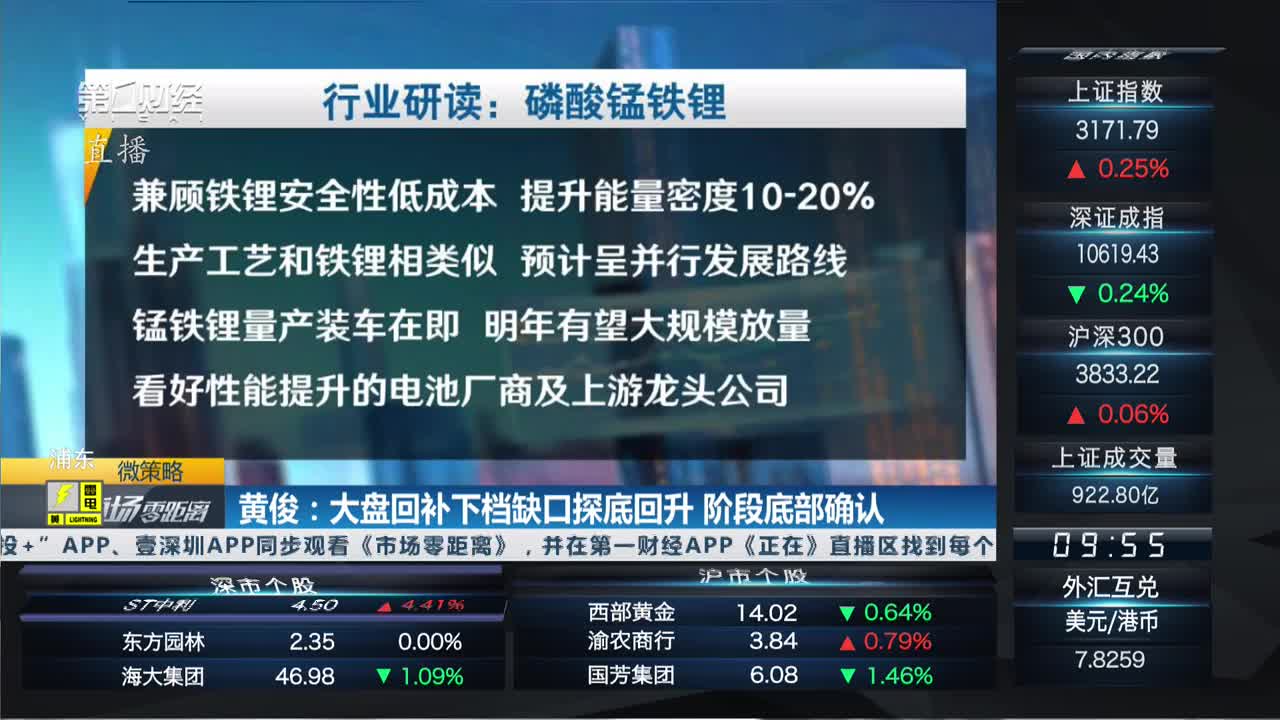 第一财经
行业研读：磷酸锰铁锂
直播
兼顾铁锂安全性低成本 提升能量密度10-20%
生产工艺和铁锂相类似 预计呈并行发展路线
锰铁锂量产装车在即 明年有望大规模放量
看好性能提升的电池厂商及上游龙头公司
浦东
微策略
雷电
黄 LIGHTNING
市场零距离
黄俊：大盘回补下档缺口探底回升 阶段底部确认
投+”APP、壹深圳APP同步观看《市场零距离》，并在第一财经APP《正在》直播区找到每个
深市个股
ST中利 4.50 ▲ 4.41%
东方园林 2.35 0.00%
海大集团 46.98 ▼ 1.09%
沪市个股
西部黄金 14.02 ▼ 0.64%
渝农商行 3.84 ▲ 0.79%
国芳集团 6.08 ▼ 1.46%
上证指数
3171.79
▲ 0.25%
深证成指
10619.43
▼ 0.24%
沪深300
3833.22
▲ 0.06%
上证成交量
922.80亿
09:55
外汇互兑
美元/港币
7.8259